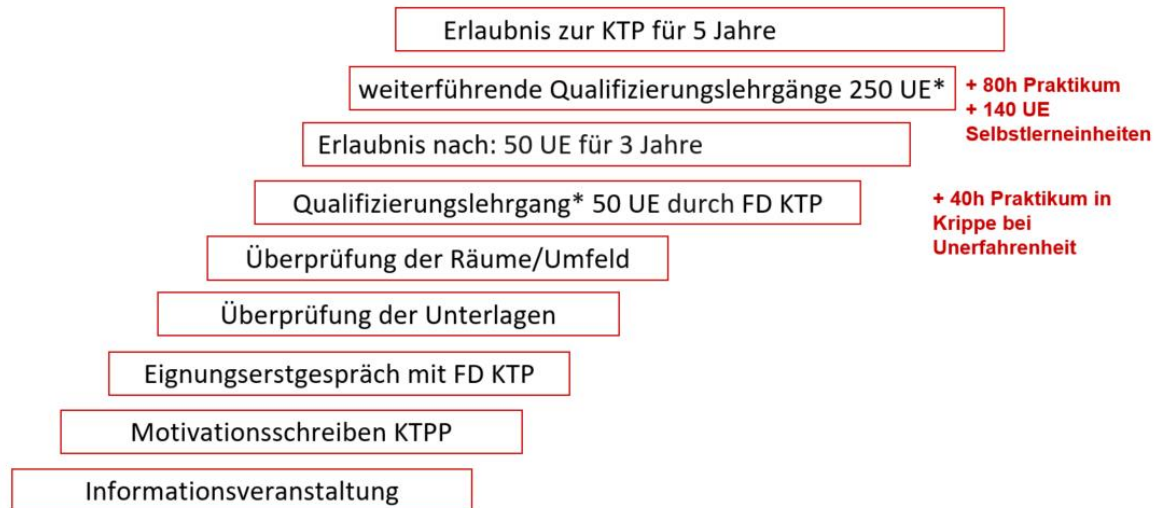 Erlaubnis zur KTP für 5 Jahre
weiterführende Qualifizierungslehrgänge 250 UE*
+ 80h Praktikum
+ 140 UE
Selbstlerneinheiten
Erlaubnis nach: 50 UE für 3 Jahre
Qualifizierungslehrgang* 50 UE durch FD KTP
+ 40h Praktikum in
Krippe bei
Unerfahrenheit
Überprüfung der Räume/Umfeld
Überprüfung der Unterlagen
Eignungserstgespräch mit FD KTP
Motivationsschreiben KTPP
Informationsveranstaltung